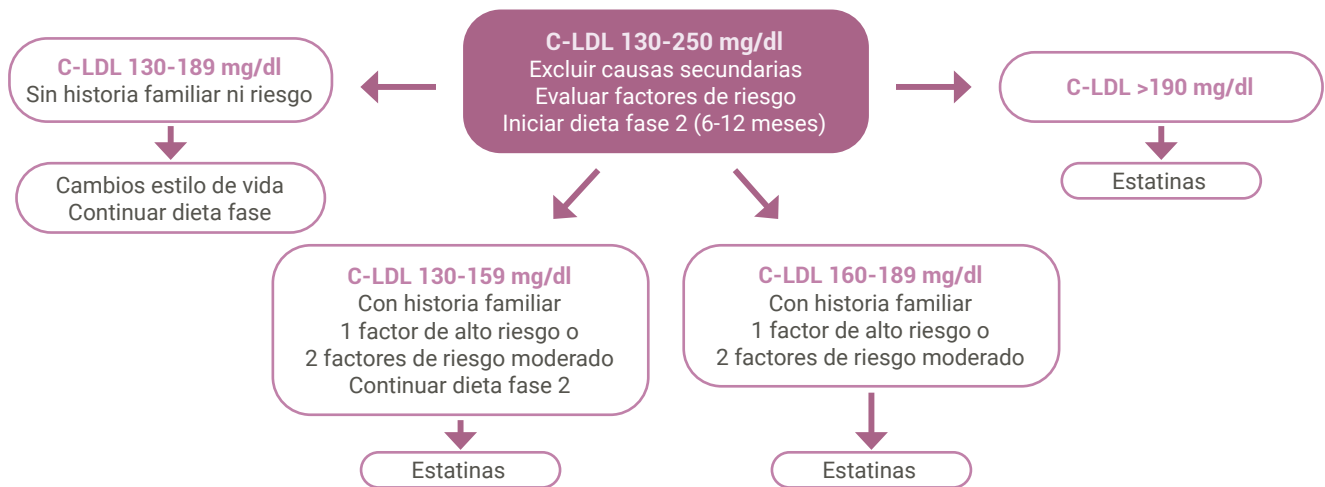 C-LDL 130-250 mg/dl
Excluir causas secundarias
Evaluar factores de riesgo
Iniciar dieta fase 2 (6-12 meses)
C-LDL 130-189 mg/dl
Sin historia familiar ni riesgo
Cambios estilo de vida
Continuar dieta fase
C-LDL >190 mg/dl
Estatinas
C-LDL 130-159 mg/dl
Con historia familiar
1 factor de alto riesgo o
2 factores de riesgo moderado
Continuar dieta fase 2
Estatinas
C-LDL 160-189 mg/dl
Con historia familiar
1 factor de alto riesgo o
2 factores de riesgo moderado
Estatinas